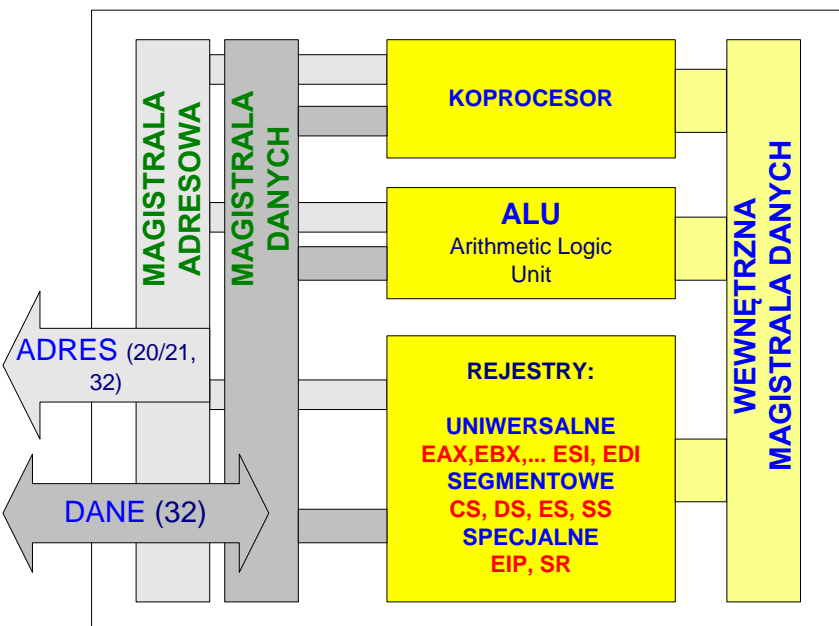 MAGISTRALA
ADRESOWA
MAGISTRALA
DANYCH
KOPROCESOR
ALU
Arithmetic Logic
Unit
WEWNĘTRZNA
MAGISTRALA DANYCH
ADRES (20/21,
32)
DANE (32)
REJESTRY:
UNIWERSALNE
EAX,EBX,... ESI, EDI
SEGMENTOWE
CS, DS, ES, SS
SPECJALNE
EIP, SR